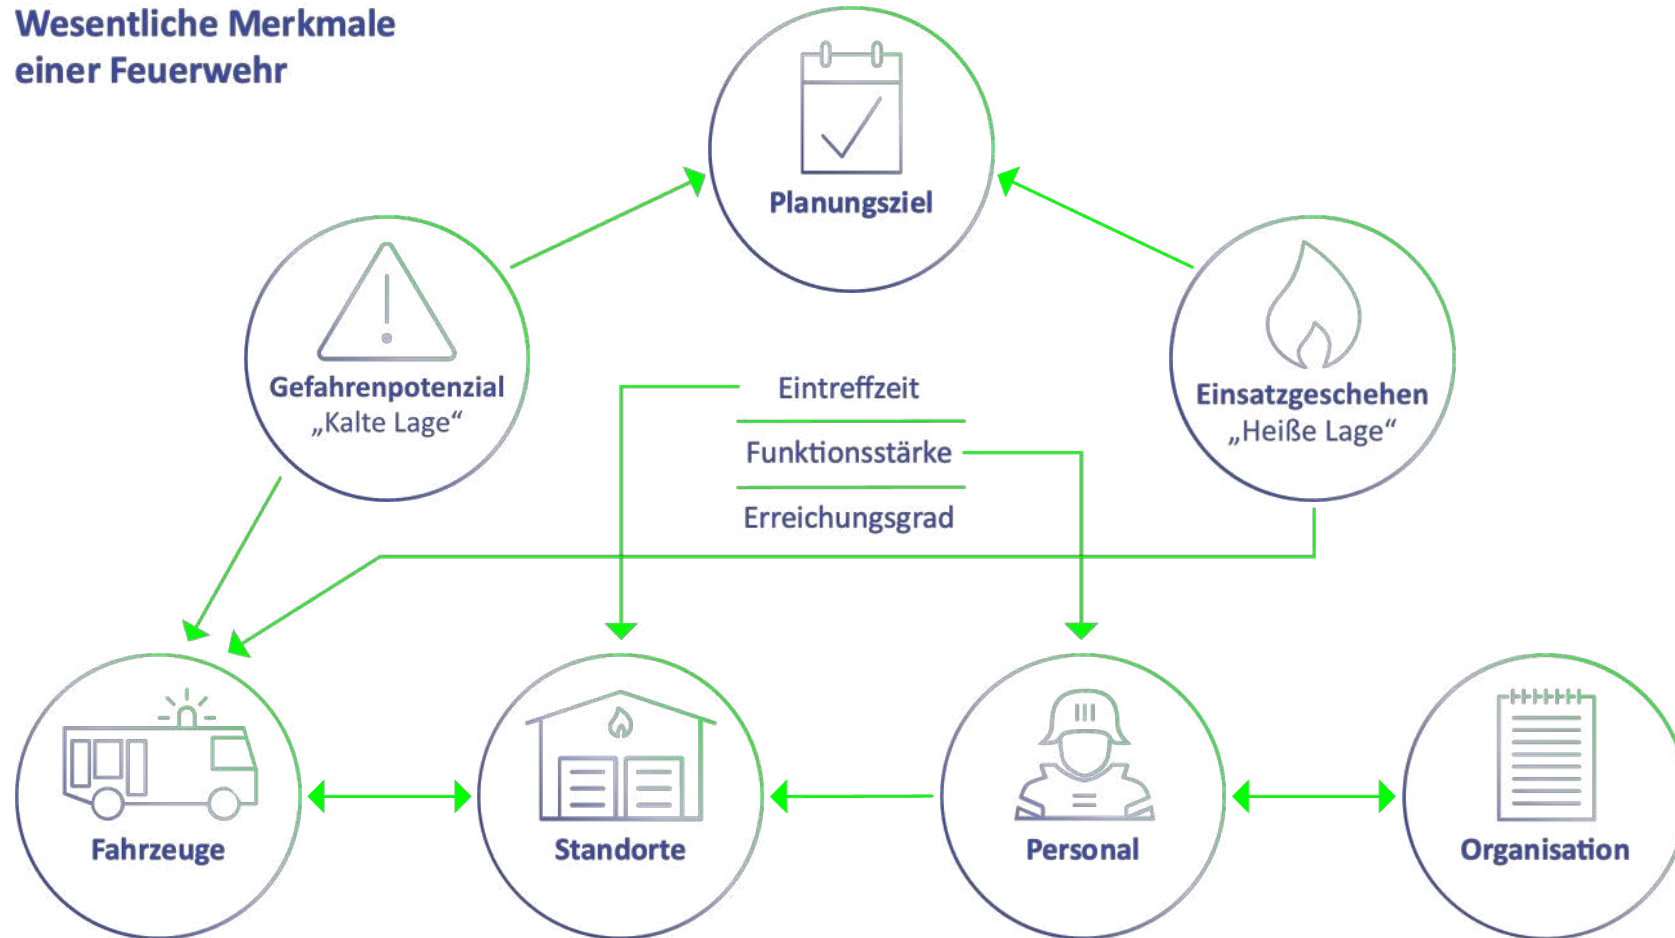 Wesentliche Merkmale
einer Feuerwehr
Planungsziel
Gefahrenpotenzial
„Kalte Lage“
Einsatzgeschehen
„Heiße Lage“
Eintreffzeit
Funktionsstärke
Erreichungsgrad
Fahrzeuge
Standorte
Personal
Organisation